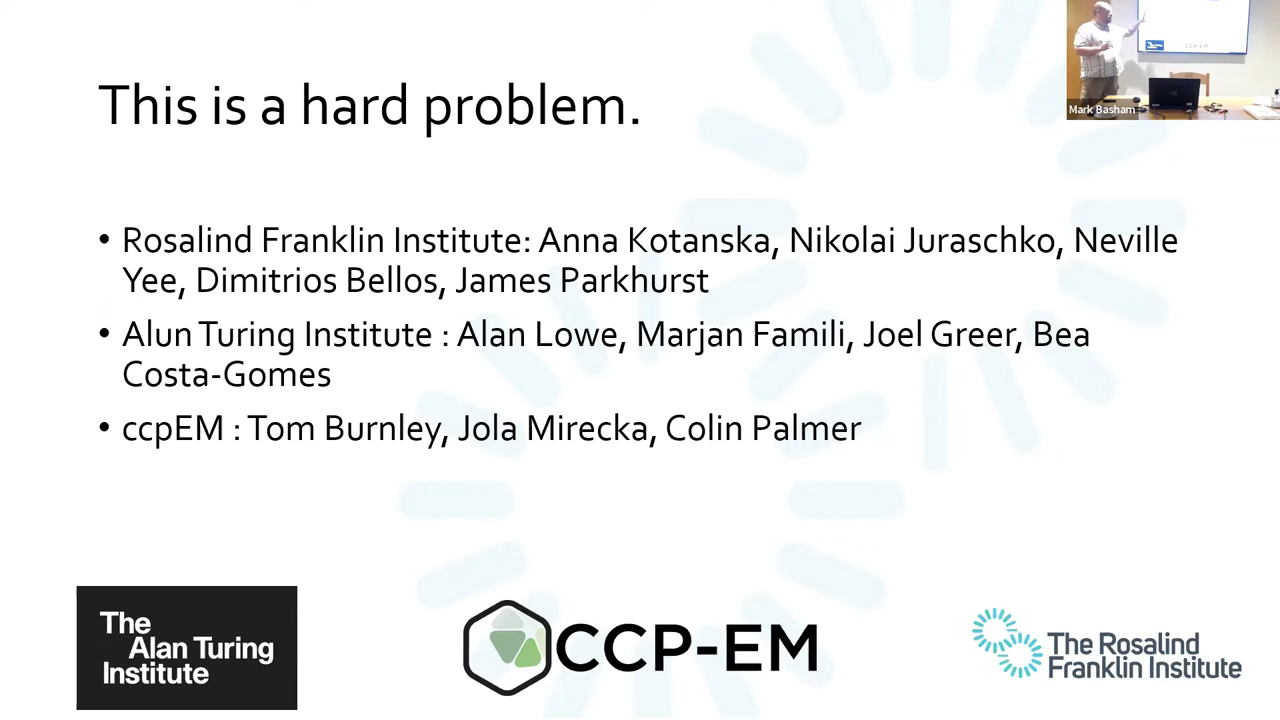 This is a hard problem.
Mark Basham
CCP-EM
• Rosalind Franklin Institute: Anna Kotanska, Nikolai Juraschko, Neville
Yee, Dimitrios Bellos, James Parkhurst
• Alun Turing Institute : Alan Lowe, Marjan Famili, Joel Greer, Bea
Costa-Gomes
• ccpEM : Tom Burnley, Jola Mirecka, Colin Palmer
The
Alan Turing
Institute
CCP-EM
The Rosalind
Franklin Institute